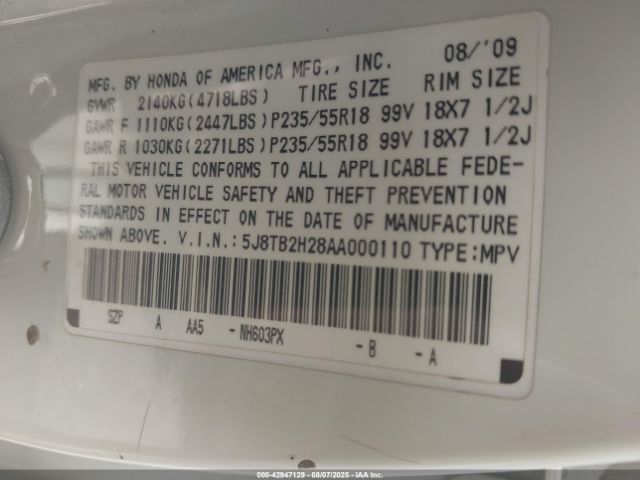 MFG. BY HONDA OF AMERICA MFG., INC. 08/'09
GVWR 2140KG(4718LBS) TIRE SIZE RIM SIZE
GAWR F 1110KG(2447LBS)P235/55R18 99V 18X7 1/2J
GAWR R 1030KG(2271LBS)P235/55R18 99V 18X7 1/2J
THIS VEHICLE CONFORMS TO ALL APPLICABLE FEDE-
RAL MOTOR VEHICLE SAFETY AND THEFT PREVENTION
STANDARDS IN EFFECT ON THE DATE OF MANUFACTURE
SHOWN ABOVE. V.I.N.:5J8TB2H28AA000110 TYPE:MPV
SZP A AA5 -NH603PX -B -A
000-42947129 - 08/07/2025 - IAAI.com